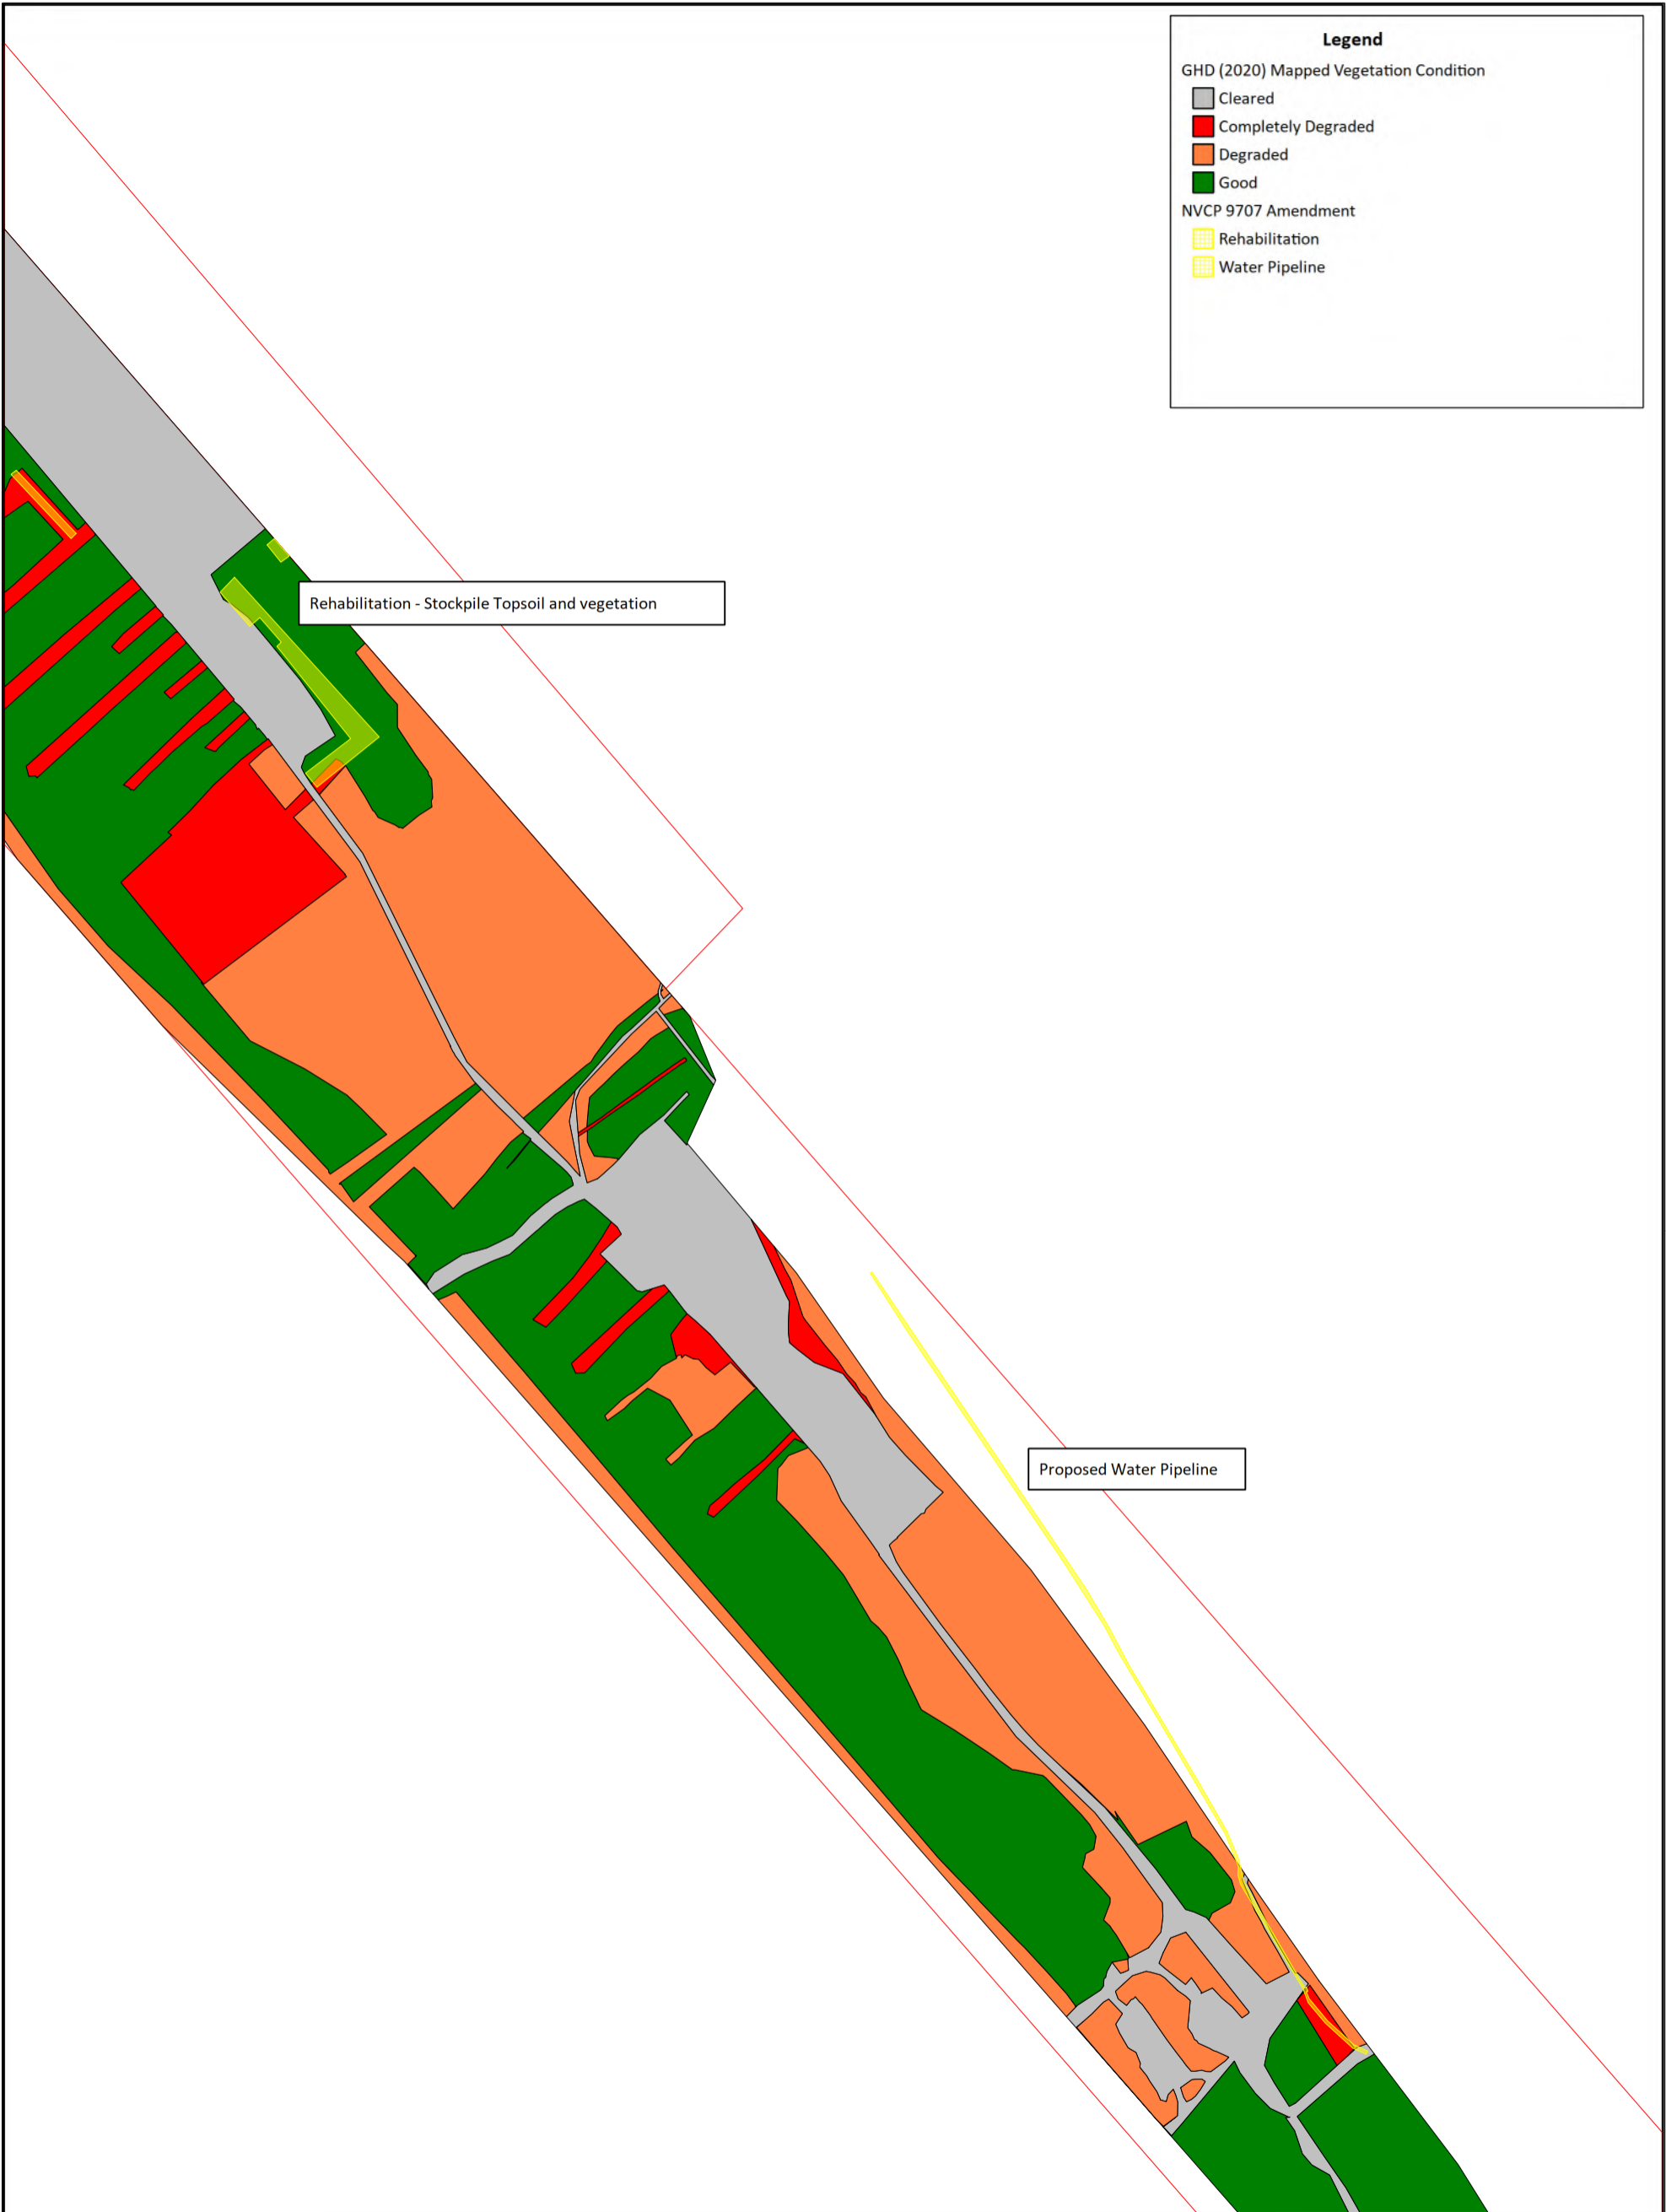 Legend
GHD (2020) Mapped Vegetation Condition
Cleared
Completely Degraded
Degraded
Good
NVCP 9707 Amendment
Rehabilitation
Water Pipeline
Rehabilitation - Stockpile Topsoil and vegetation
Proposed Water Pipeline